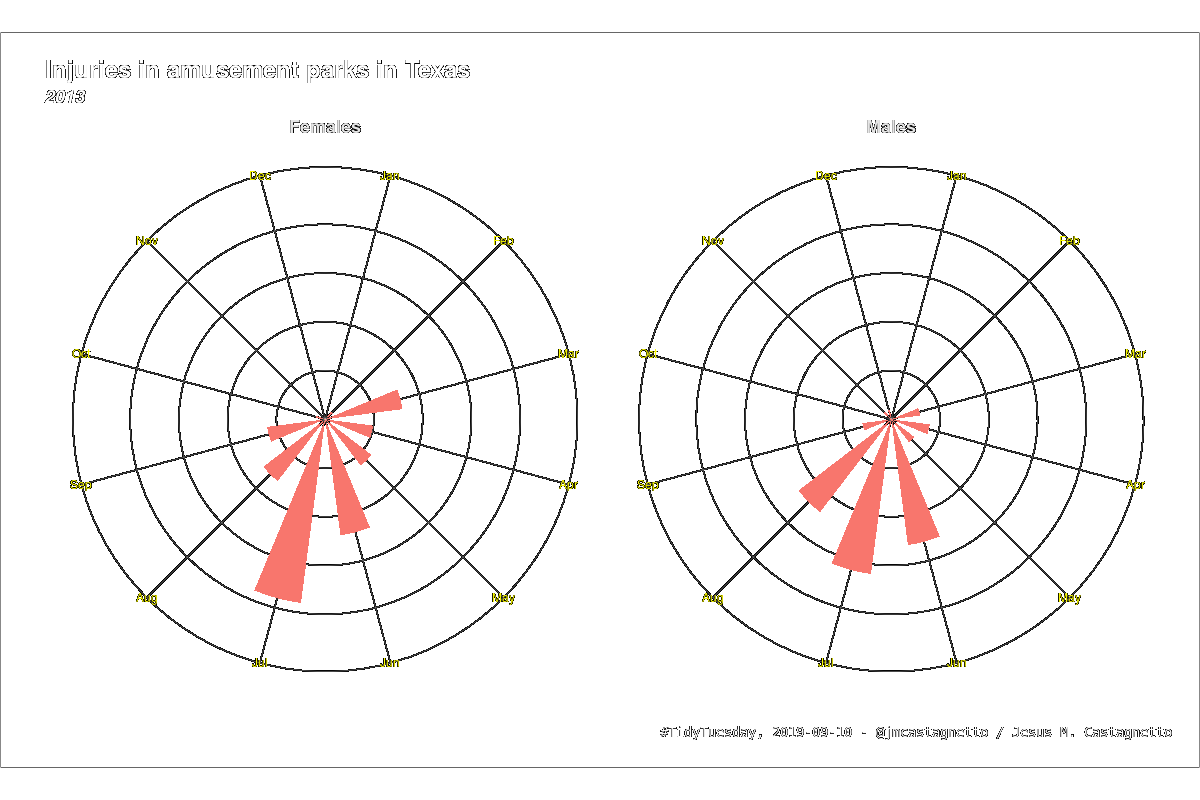 Injuries in amusement parks in Texas
2013
Females
Males
Dec
Jan
Nov
Feb
Oct
Mar
Sep
Apr
Aug
May
Jul
Jun
Dec
Jan
Nov
Feb
Oct
Mar
Sep
Apr
Aug
May
Jul
Jun
#TidyTuesday, 2019-09-10 - @jmcastagnetto / Jesus M. Castagnetto